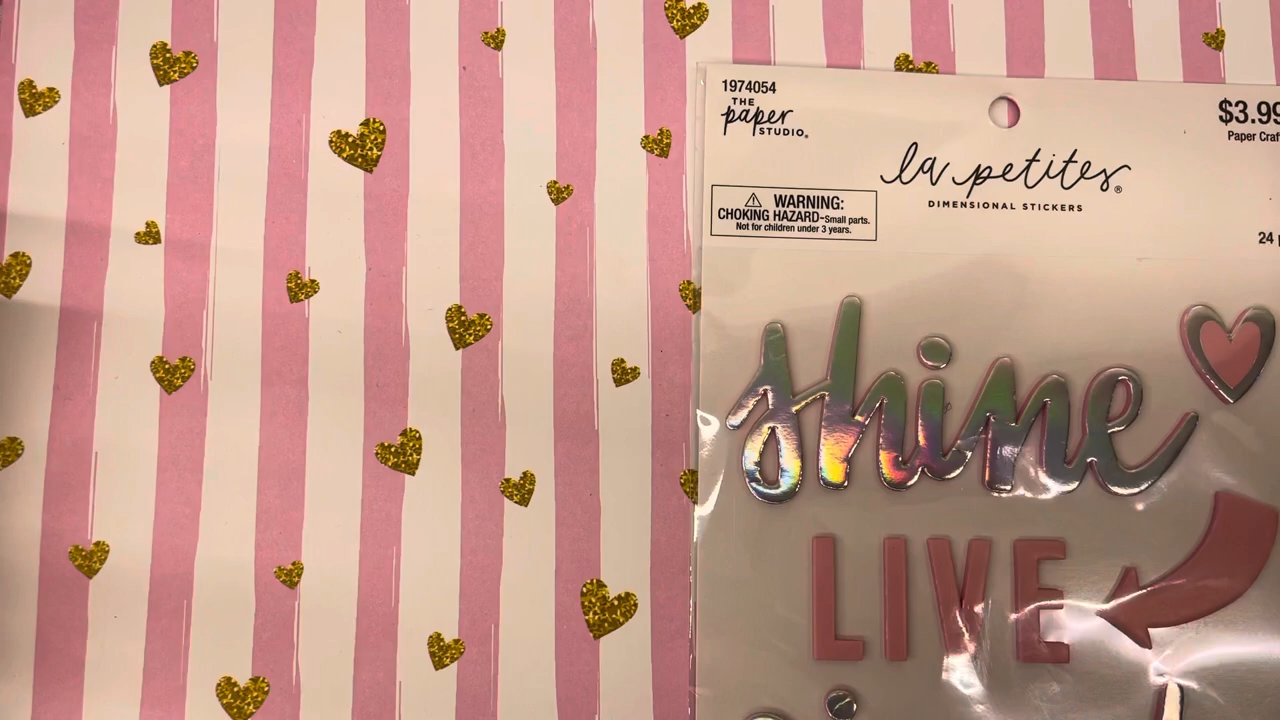 1974054
THE
paper
STUDIO®
$3.99
Paper Craf
la petites®
DIMENSIONAL STICKERS
WARNING:
CHOKING HAZARD-Small parts.
Not for children under 3 years.
24
shine
LIVE